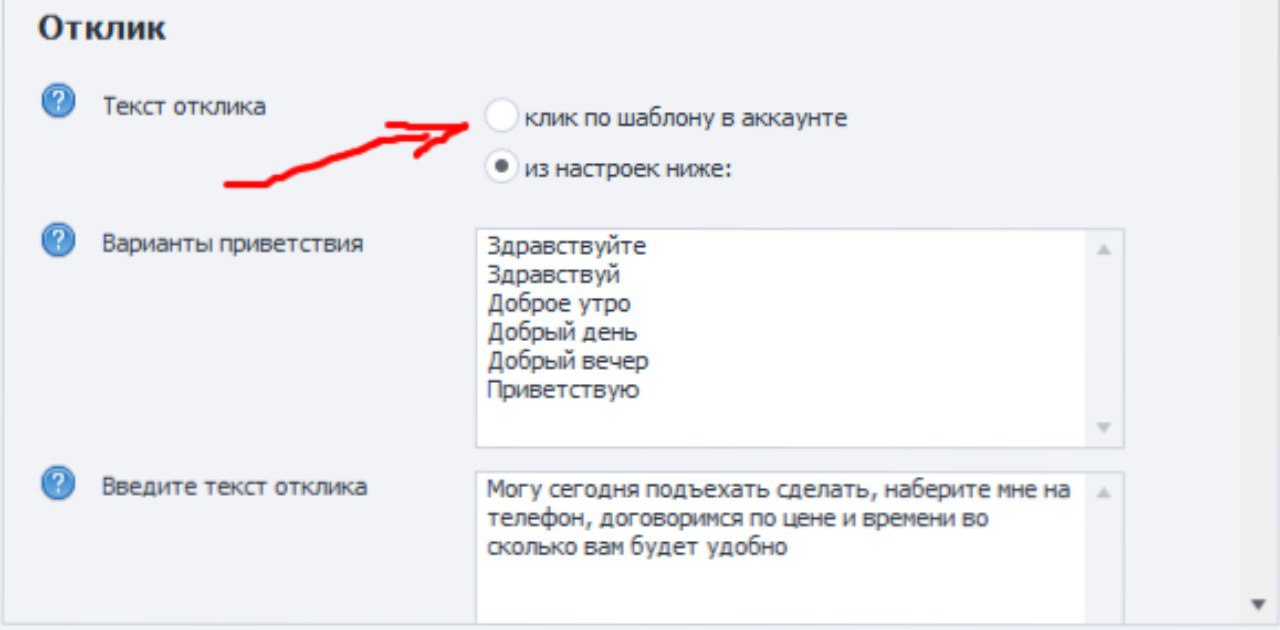 Отклик
? Текст отклика
клик по шаблону в аккаунте
из настроек ниже:
? Варианты приветствия
Здравствуйте
Здравствуй
Доброе утро
Добрый день
Добрый вечер
Приветствую
? Введите текст отклика
Могу сегодня подъехать сделать, наберите мне на
телефон, договоримся по цене и времени во
сколько вам будет удобно